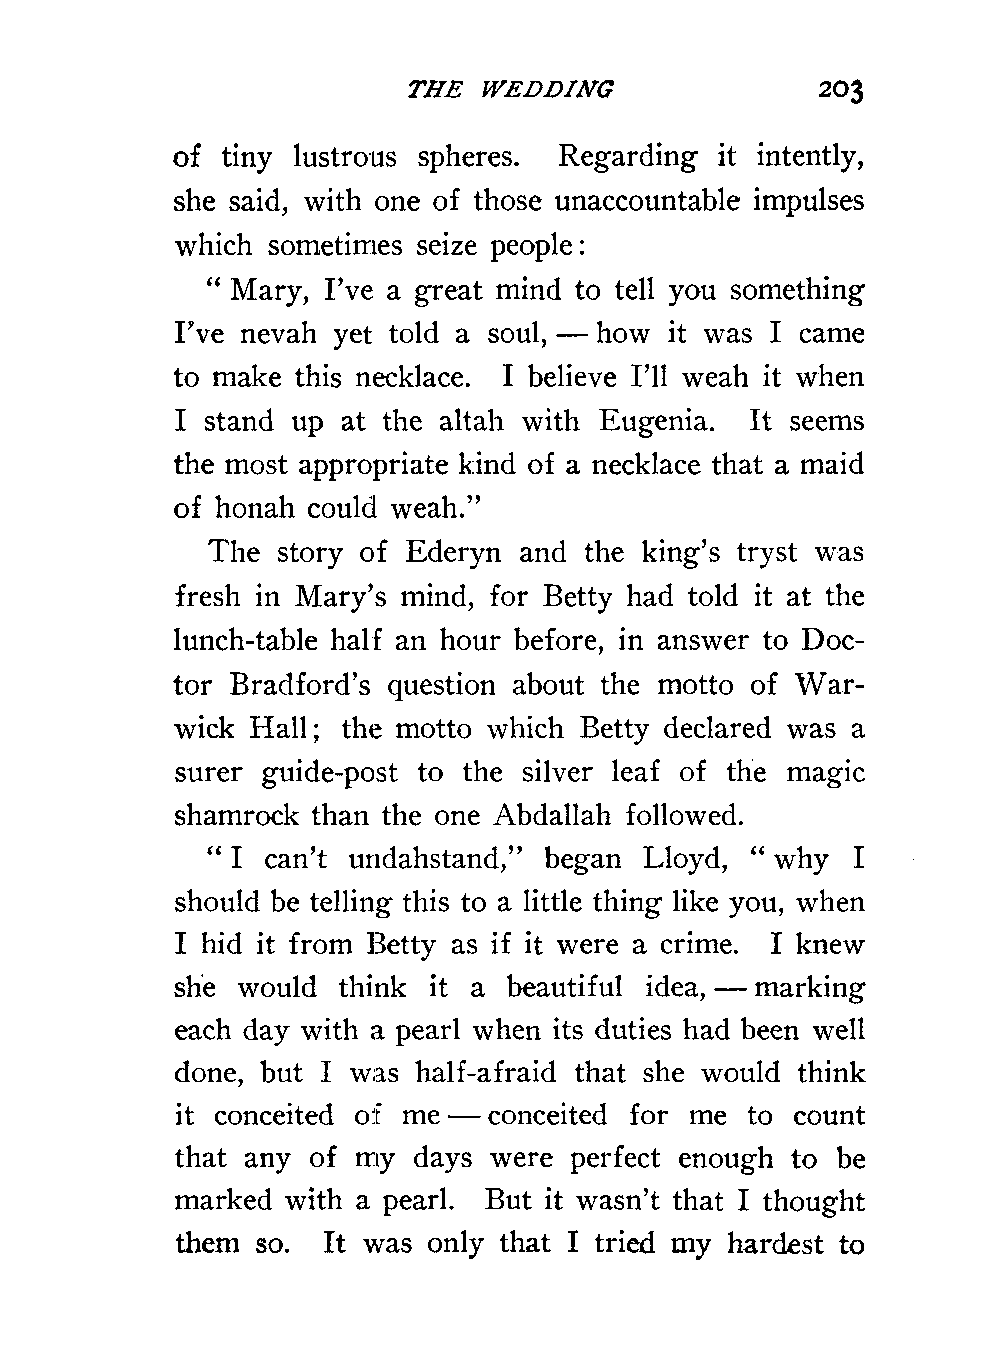 THE WEDDING 203
of tiny lustrous spheres. Regarding it intently,
she said, with one of those unaccountable impulses
which sometimes seize people:
“ Mary, I’ve a great mind to tell you something
I’ve nevah yet told a soul, — how it was I came
to make this necklace. I believe I’ll weah it when
I stand up at the altah with Eugenia. It seems
the most appropriate kind of a necklace that a maid
of honah could weah.”
The story of Ederyn and the king’s tryst was
fresh in Mary’s mind, for Betty had told it at the
lunch-table half an hour before, in answer to Doc-
tor Bradford’s question about the motto of War-
wick Hall; the motto which Betty declared was a
surer guide-post to the silver leaf of the magic
shamrock than the one Abdallah followed.
“ I can’t undahstand,” began Lloyd, “ why I
should be telling this to a little thing like you, when
I hid it from Betty as if it were a crime. I knew
she would think it a beautiful idea, — marking
each day with a pearl when its duties had been well
done, but I was half-afraid that she would think
it conceited of me — conceited for me to count
that any of my days were perfect enough to be
marked with a pearl. But it wasn’t that I thought
them so. It was only that I tried my hardest to